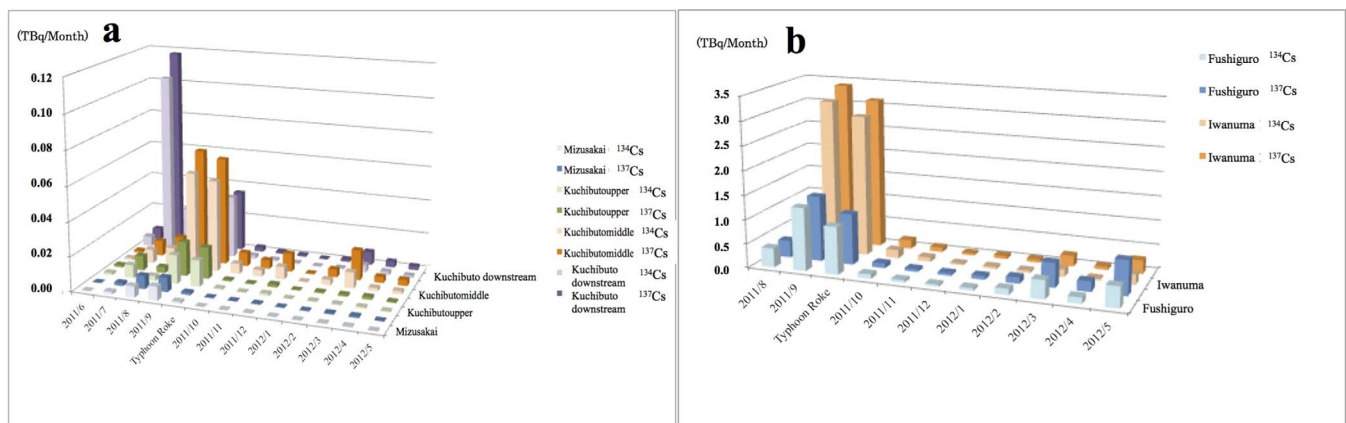 (TBq/Month)
a
0.12
0.10
0.08
0.06
0.04
0.02
0.00
2011/6
2011/7
2011/8
2011/9
Typhoon Roke
2011/10
2011/11
2011/12
2012/1
2012/2
2012/3
2012/4
2012/5
Kuchibuto downstream
Kuchibutomiddle
Kuchibutoupper
Mizusakai
Mizusakai 134Cs
Mizusakai 137Cs
Kuchibutoupper 134Cs
Kuchibutoupper 137Cs
Kuchibutomiddle 134Cs
Kuchibutomiddle 137Cs
Kuchibuto 134Cs
downstream
Kuchibuto 137Cs
downstream
(TBq/Month)
b
3.5
3.0
2.5
2.0
1.5
1.0
0.5
0.0
2011/8
2011/9
Typhoon Roke
2011/10
2011/11
2011/12
2012/1
2012/2
2012/3
2012/4
2012/5
Iwanuma
Fushiguro
Fushiguro 134Cs
Fushiguro 137Cs
Iwanuma 134Cs
Iwanuma 137Cs